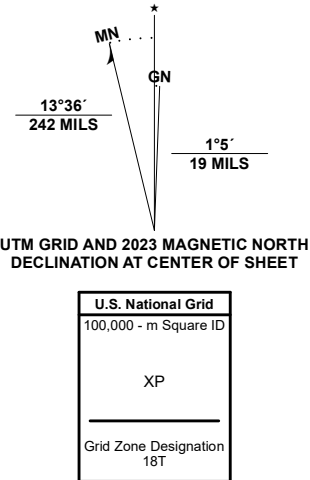 MN
GN
13°36´
242 MILS
1°5´
19 MILS
UTM GRID AND 2023 MAGNETIC NORTH
DECLINATION AT CENTER OF SHEET
U.S. National Grid
100,000 - m Square ID
XP
Grid Zone Designation
18T